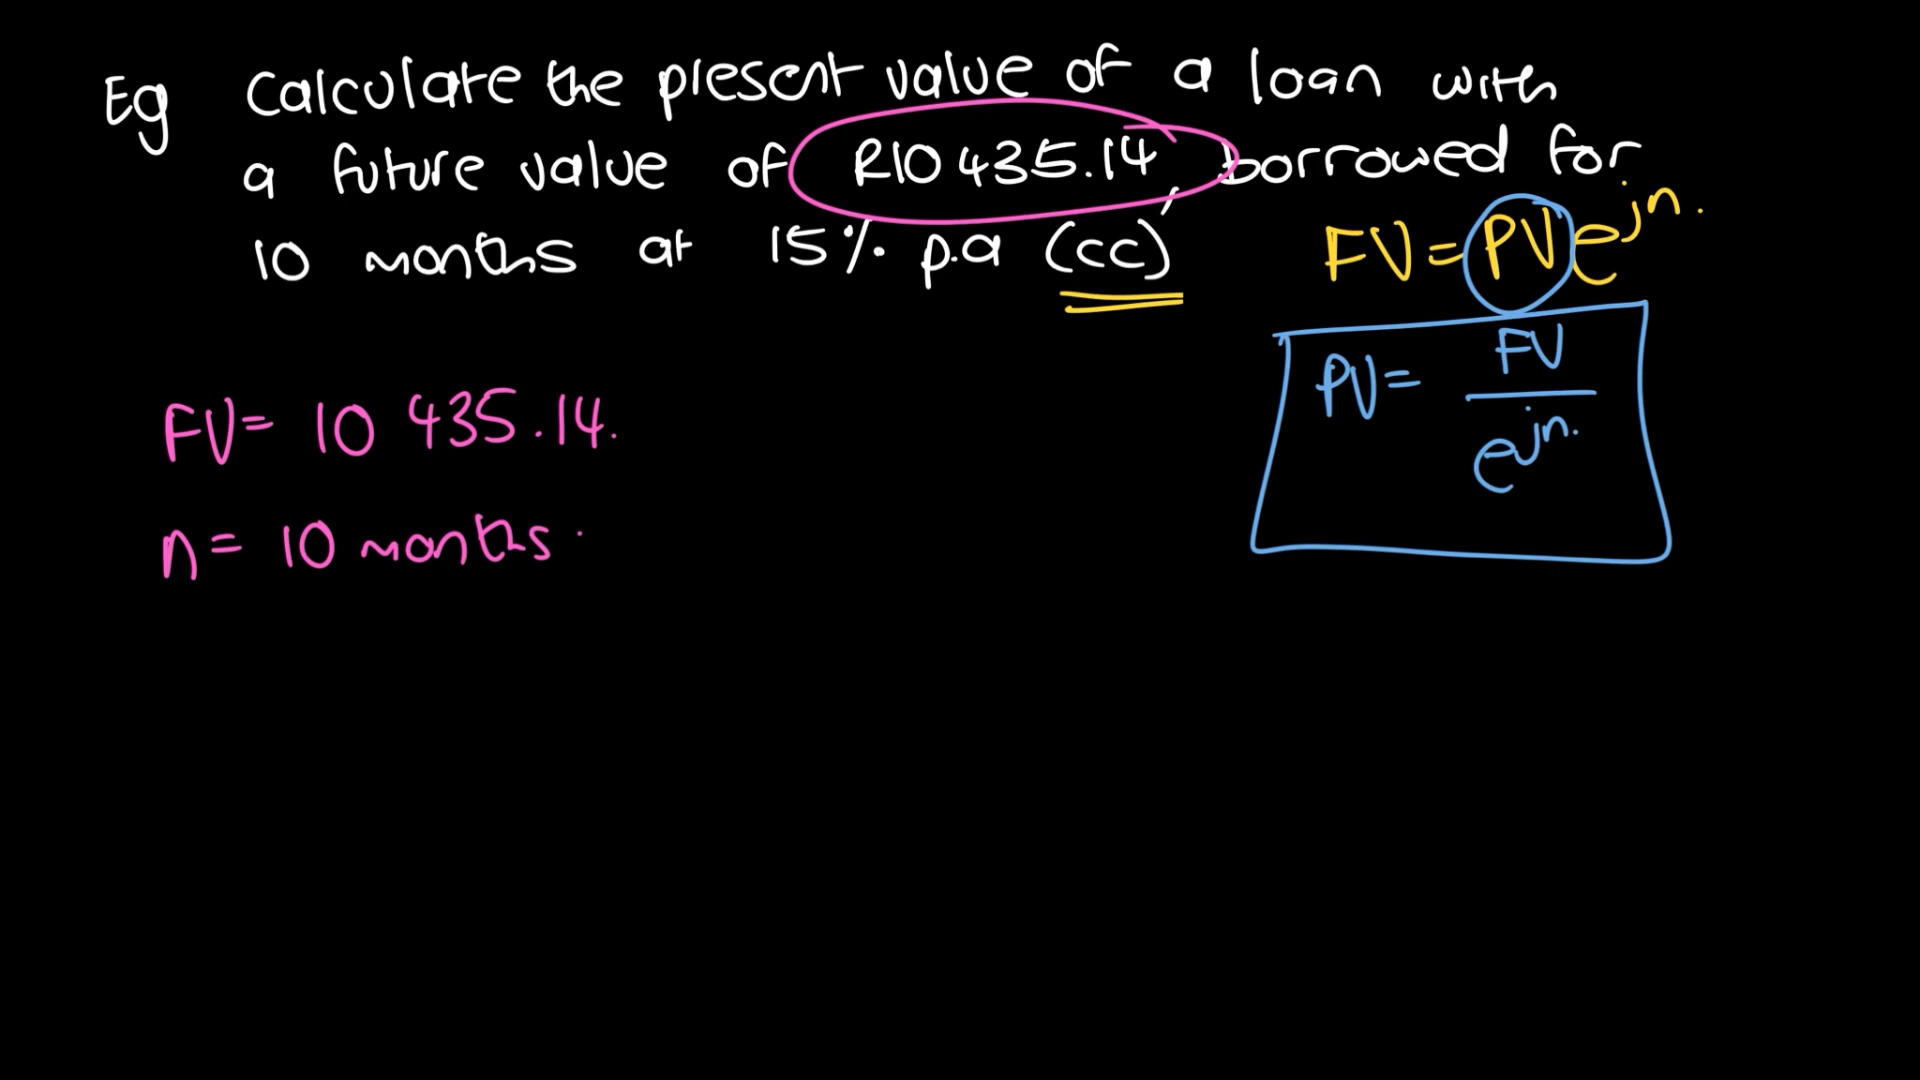 Eg Calculate the present value of a loan with
a future value of R10 435.14, borrowed for
10 months at 15% p.a (cc)
FV = PV e^jn.
PV = FV / e^jn.
FV = 10 435.14.
n = 10 months.